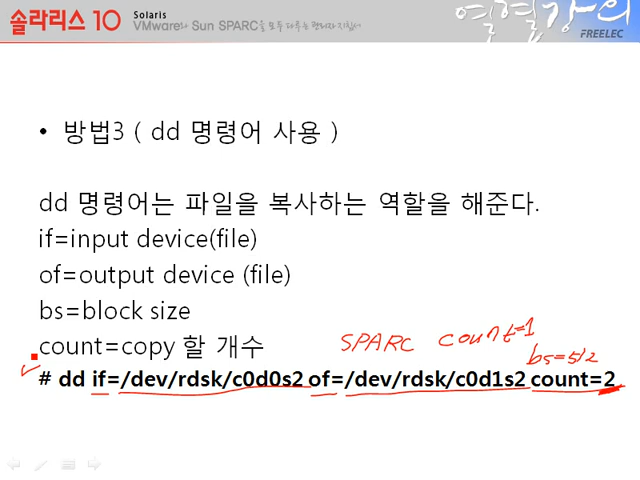 솔라리스 10 Solaris
VMware와 Sun SPARC을 모두 다루는 관리자 지침서
열혈강의
FREELEC
• 방법3 ( dd 명령어 사용 )
dd 명령어는 파일을 복사하는 역할을 해준다.
if=input device(file)
of=output device (file)
bs=block size
count=copy 할 개수
SPARC count=1
bs=512
# dd if=/dev/rdsk/c0d0s2 of=/dev/rdsk/c0d1s2 count=2